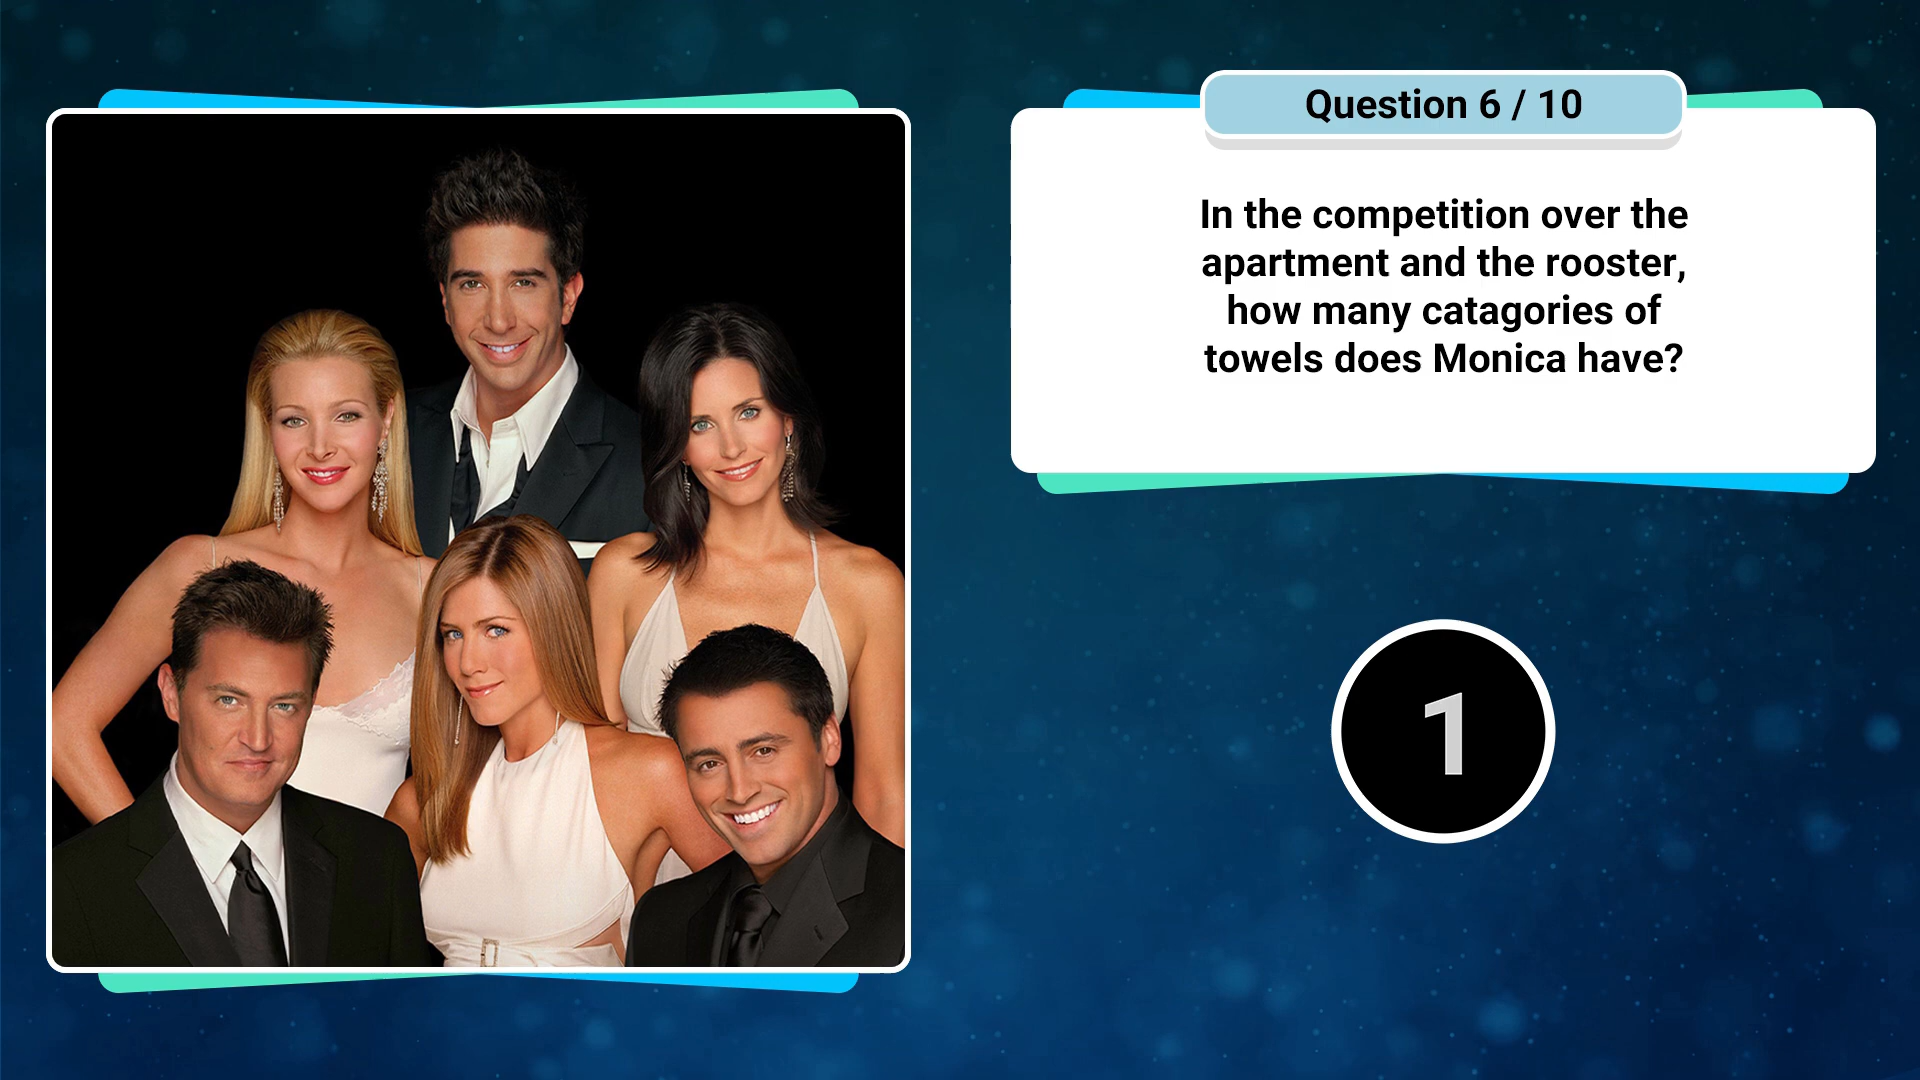 Question 6 / 10
In the competition over the
apartment and the rooster,
how many catagories of
towels does Monica have?
1